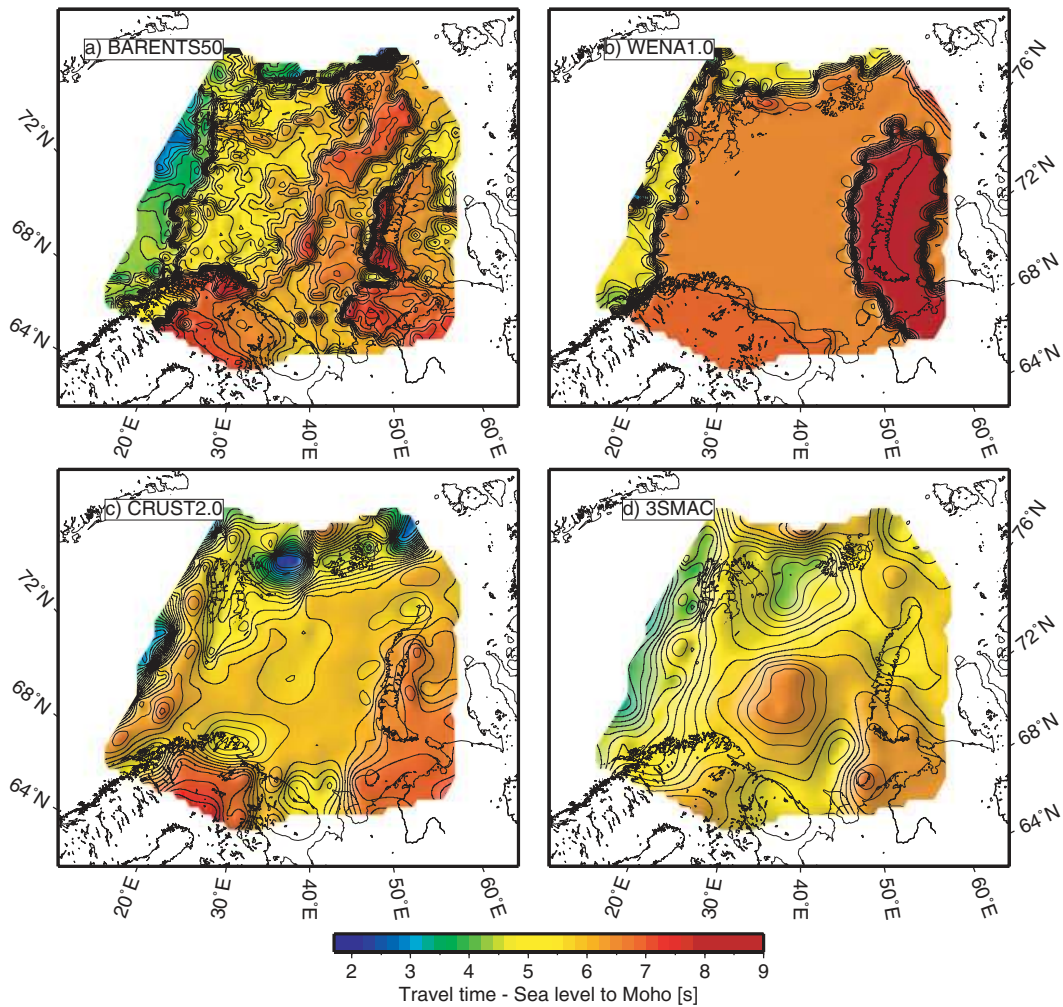 a) BARENTS50
b) WENA1.0
72˚N
68˚N
64˚N
76˚N
72˚N
68˚N
64˚N
20˚E
30˚E
40˚E
50˚E
60˚E
20˚E
30˚E
40˚E
50˚E
60˚E
c) CRUST2.0
d) 3SMAC
72˚N
68˚N
64˚N
76˚N
72˚N
68˚N
64˚N
20˚E
30˚E
40˚E
50˚E
60˚E
20˚E
30˚E
40˚E
50˚E
60˚E
2 3 4 5 6 7 8 9
Travel time - Sea level to Moho [s]